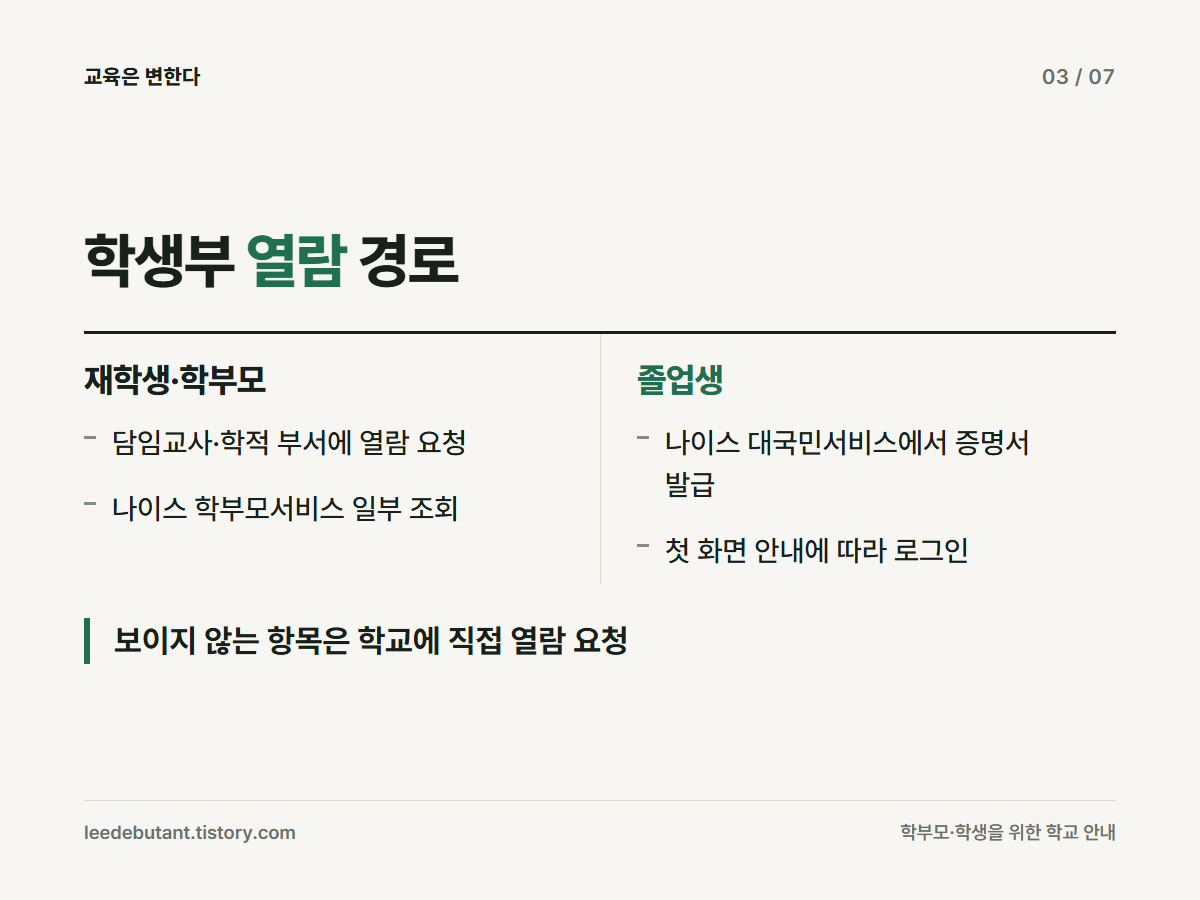 교육은 변한다
03 / 07
학생부 열람 경로
재학생·학부모
- 담임교사·학적 부서에 열람 요청
- 나이스 학부모서비스 일부 조회
졸업생
- 나이스 대국민서비스에서 증명서
발급
- 첫 화면 안내에 따라 로그인
보이지 않는 항목은 학교에 직접 열람 요청
leedebutant.tistory.com
학부모·학생을 위한 학교 안내